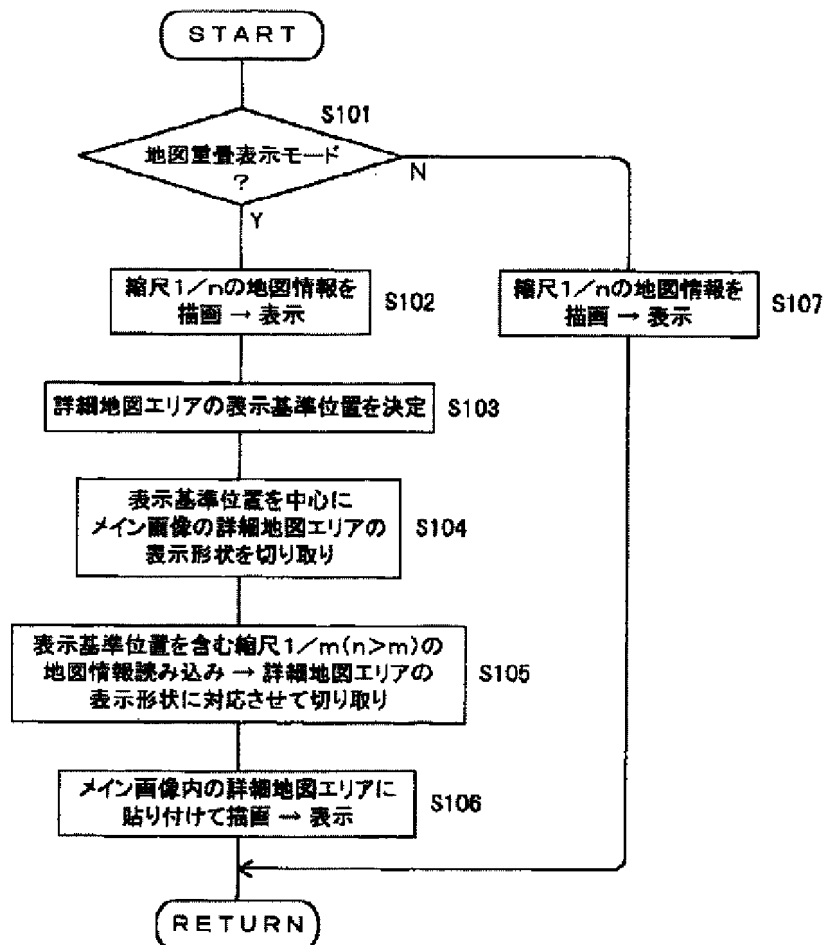 START
S101
地図重畳表示モード
?
N
Y
縮尺1/nの地図情報を
描画 → 表示
S102
縮尺1/nの地図情報を
描画 → 表示
S107
詳細地図エリアの表示基準位置を決定
S103
表示基準位置を中心に
メイン画像の詳細地図エリアの
表示形状を切り取り
S104
表示基準位置を含む縮尺1/m(n>m)の
地図情報読み込み → 詳細地図エリアの
表示形状に対応させて切り取り
S105
メイン画像内の詳細地図エリアに
貼り付けて描画 → 表示
S106
RETURN